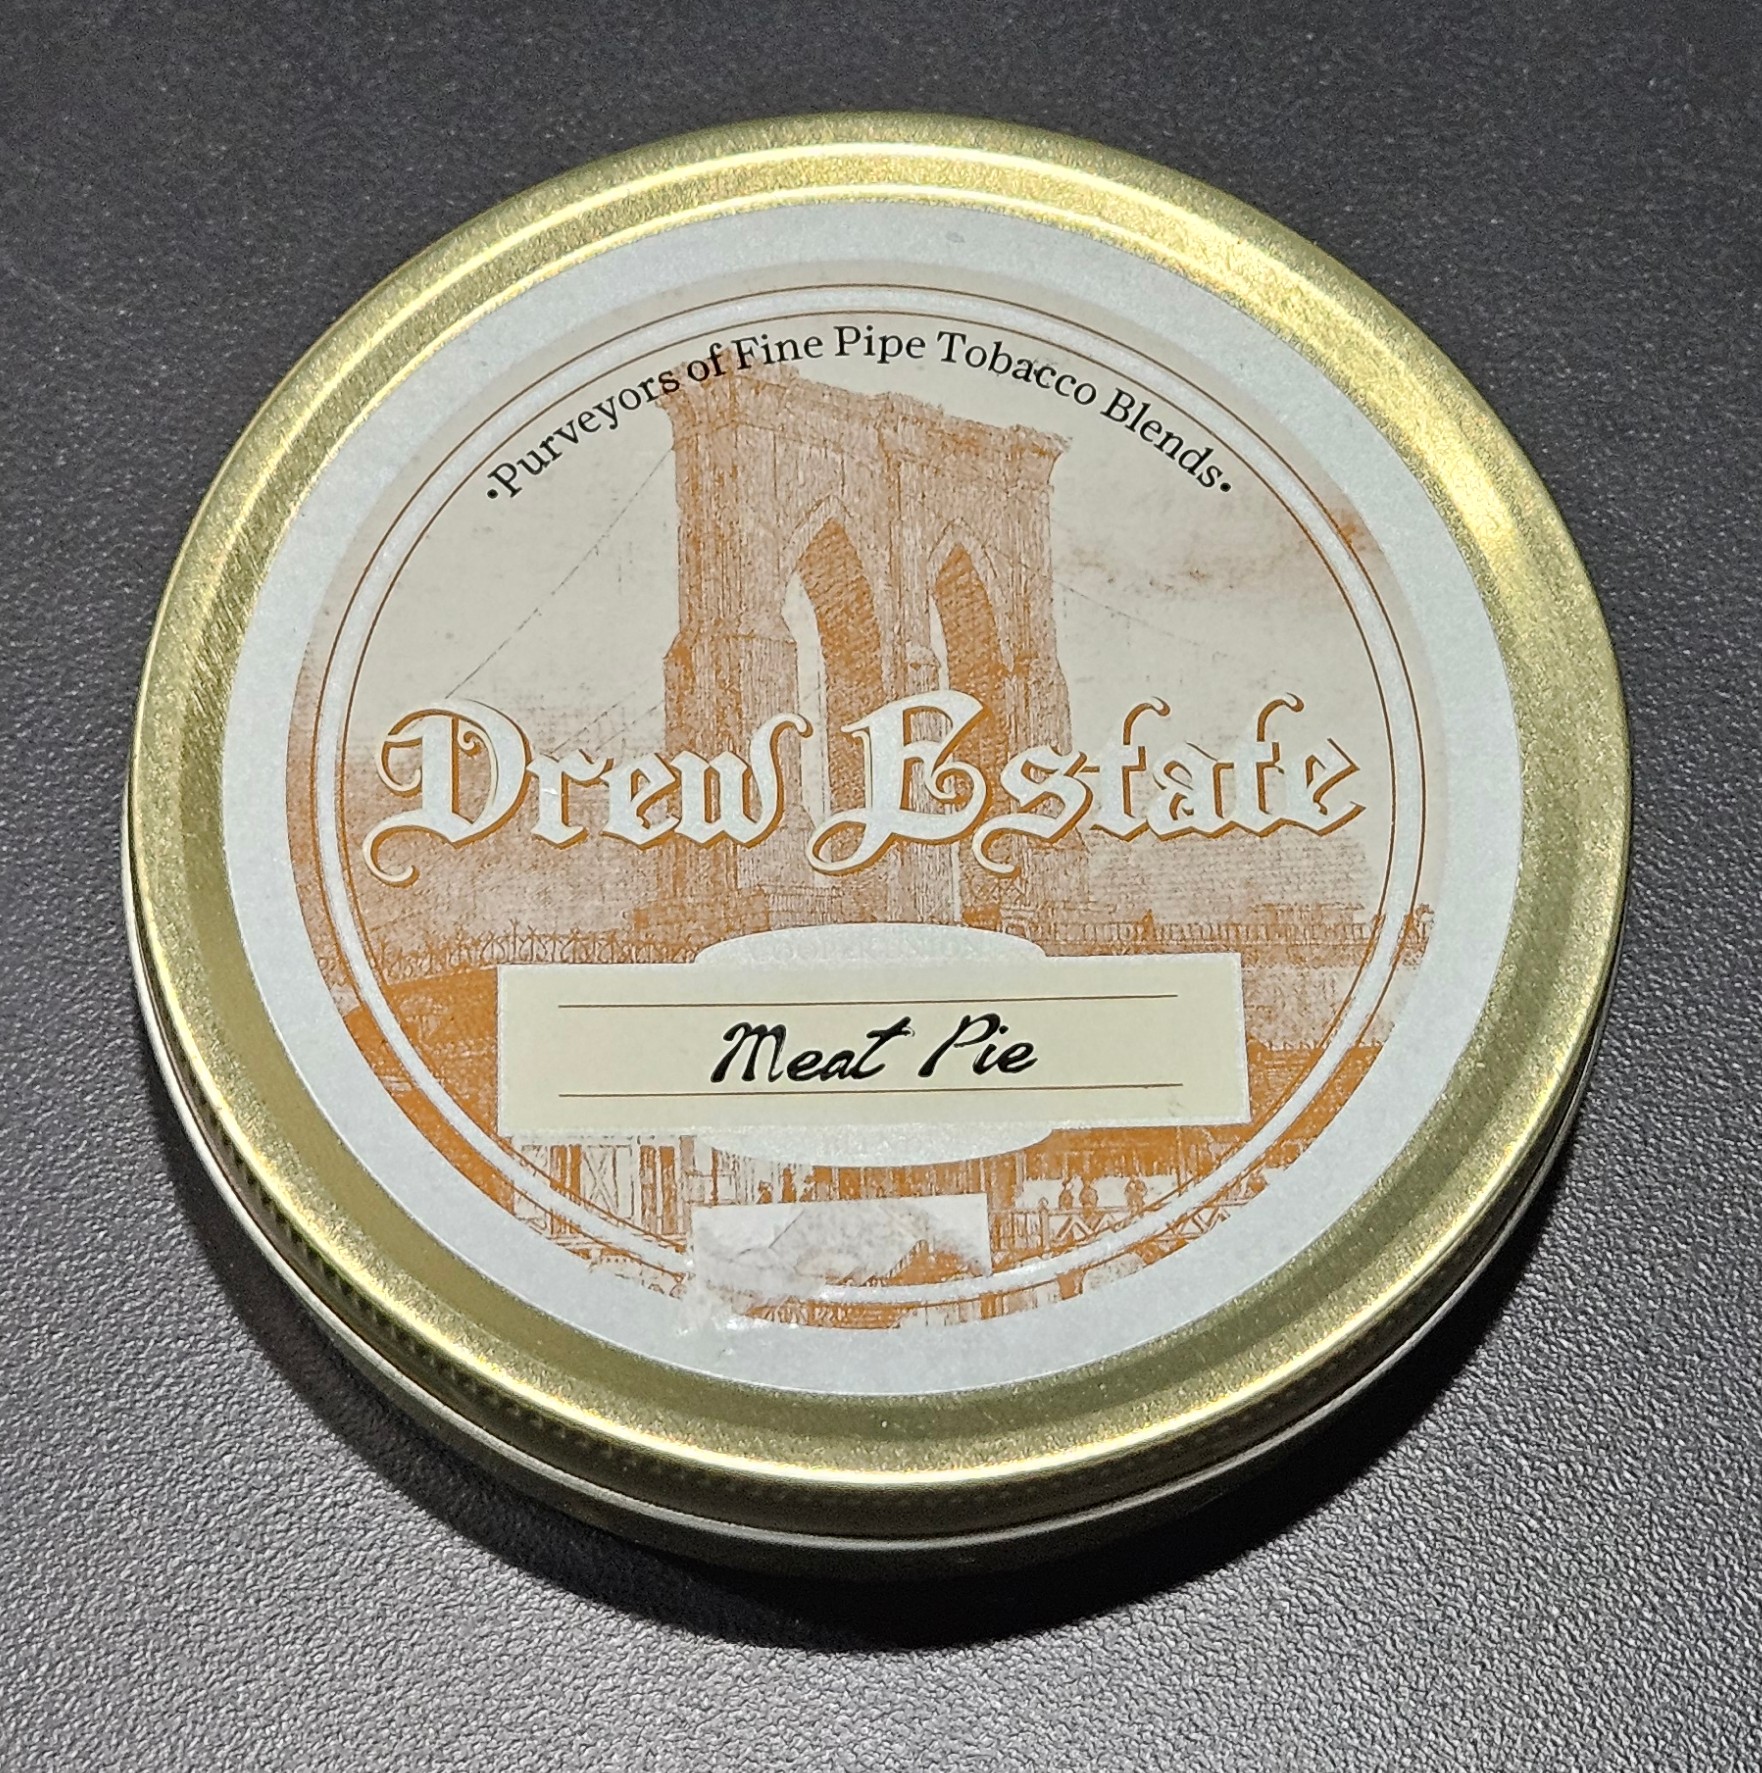 ·Purveyors of Fine Pipe Tobacco Blends·
Drew Estate
Meat Pie